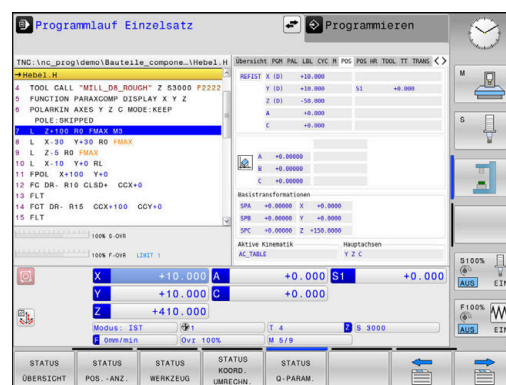 Programmlauf Einzelsatz
Programmieren
TNC:\nc_prog\demo\Bauteile_compone…\Hebel.H
→Hebel.H
4 TOOL CALL "MILL_D8_ROUGH" Z S3000 F2222
5 FUNCTION PARAXCOMP DISPLAY X Y Z
6 POLARKIN AXES Y Z C MODE:KEEP
POLE:SKIPPED
7 L Z+100 R0 FMAX M3
8 L X-30 Y+30 R0 FMAX
9 L Z-5 R0 FMAX
10 L X-10 Y+0 RL
11 FPOL X+100 Y+0
12 FC DR- R10 CLSD+ CCX+0
13 FLT
14 FCT DR- R15 CCX+100 CCY+0
15 FLT
100% S-OVR
100% F-OVR LIMIT 1
Übersicht PGM PAL LBL CYC M POS POS HR TOOL TT TRANS
REFIST X (D) +10.000
Y (D) +10.000 S1 +0.000
Z (D) -50.000
A +0.000
C +0.000
A +0.00000
B +0.00000
C +0.00000
Basistransformationen
SPA +0.00000 X +0.0000
SPB +0.00000 Y +0.0000
SPC +0.00000 Z +150.0000
Aktive Kinematik Hauptachsen
AC_TABLE Y Z C
X +10.000 A +0.000 S1 +0.000
Y +10.000 C +0.000
Z +410.000
Modus: IST 1 T 4 Z S 3000
F 0mm/min Ovr 100% M 5/9
M
S
S100%
AUS EIN
F100%
AUS EIN
STATUS ÜBERSICHT
STATUS POS.-ANZ.
STATUS WERKZEUG
STATUS KOORD. UMRECHN.
STATUS Q-PARAM.